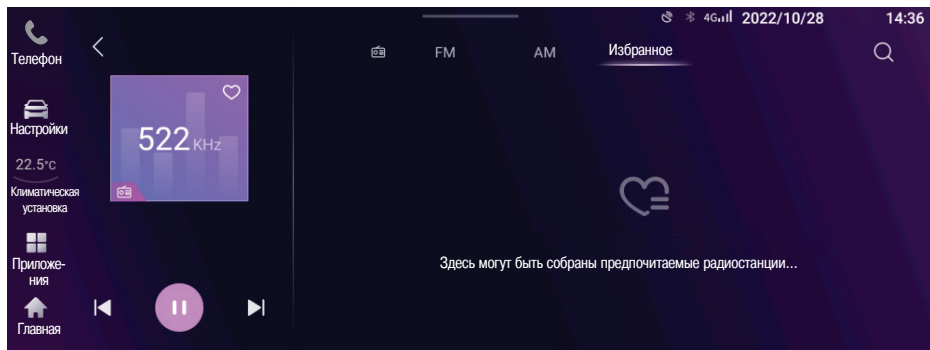 4G 2022/10/28 14:36
Телефон
FM AM Избранное
Настройки
522 KHz
22.5°C
Климатическая
установка
Приложе-
ния
Здесь могут быть собраны предпочитаемые радиостанции...
Главная